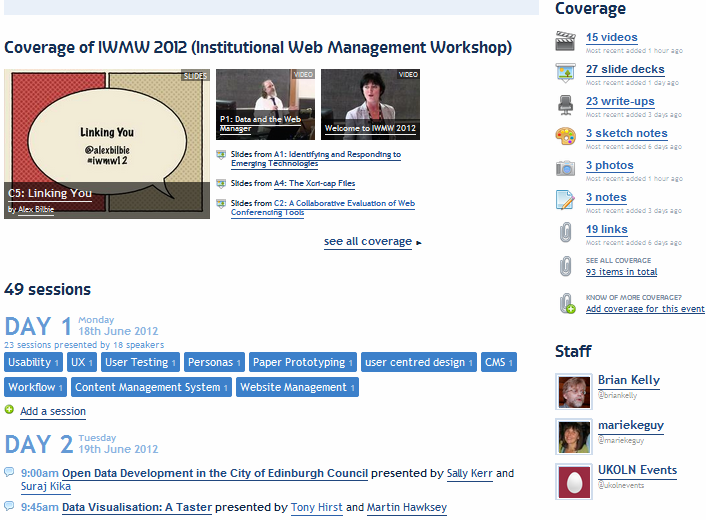 Coverage of IWMW 2012 (Institutional Web Management Workshop)
SLIDES
Linking You
@alexbilbie
#iwmw12
C5: Linking You
by Alex Bilbie
VIDEO
P1: Data and the Web
Manager
VIDEO
Welcome to IWMW 2012
Slides from A1: Identifying and Responding to
Emerging Technologies
Slides from A4: The Xcri-cap Files
Slides from C2: A Collaborative Evaluation of Web
Conferencing Tools
see all coverage ►
49 sessions
DAY 1 Monday
18th June 2012
23 sessions presented by 18 speakers
Usability 1 UX 1 User Testing 1 Personas 1 Paper Prototyping 1 user centred design 1 CMS 1
Workflow 1 Content Management System 1 Website Management 1
Add a session
DAY 2 Tuesday
19th June 2012
9:00am Open Data Development in the City of Edinburgh Council presented by Sally Kerr and
Suraj Kika
9:45am Data Visualisation: A Taster presented by Tony Hirst and Martin Hawksey
Coverage
15 videos
Most recent added 1 hour ago
27 slide decks
Most recent added 1 day ago
23 write-ups
Most recent added 3 days ago
3 sketch notes
Most recent added 6 days ago
3 photos
Most recent added 1 hour ago
3 notes
Most recent added 3 days ago
19 links
Most recent added 6 days ago
SEE ALL COVERAGE
93 items in total
KNOW OF MORE COVERAGE?
Add coverage for this event
Staff
Brian Kelly
@briankelly
mariekeguy
@mariekeguy
UKOLN Events
@ukolnevents